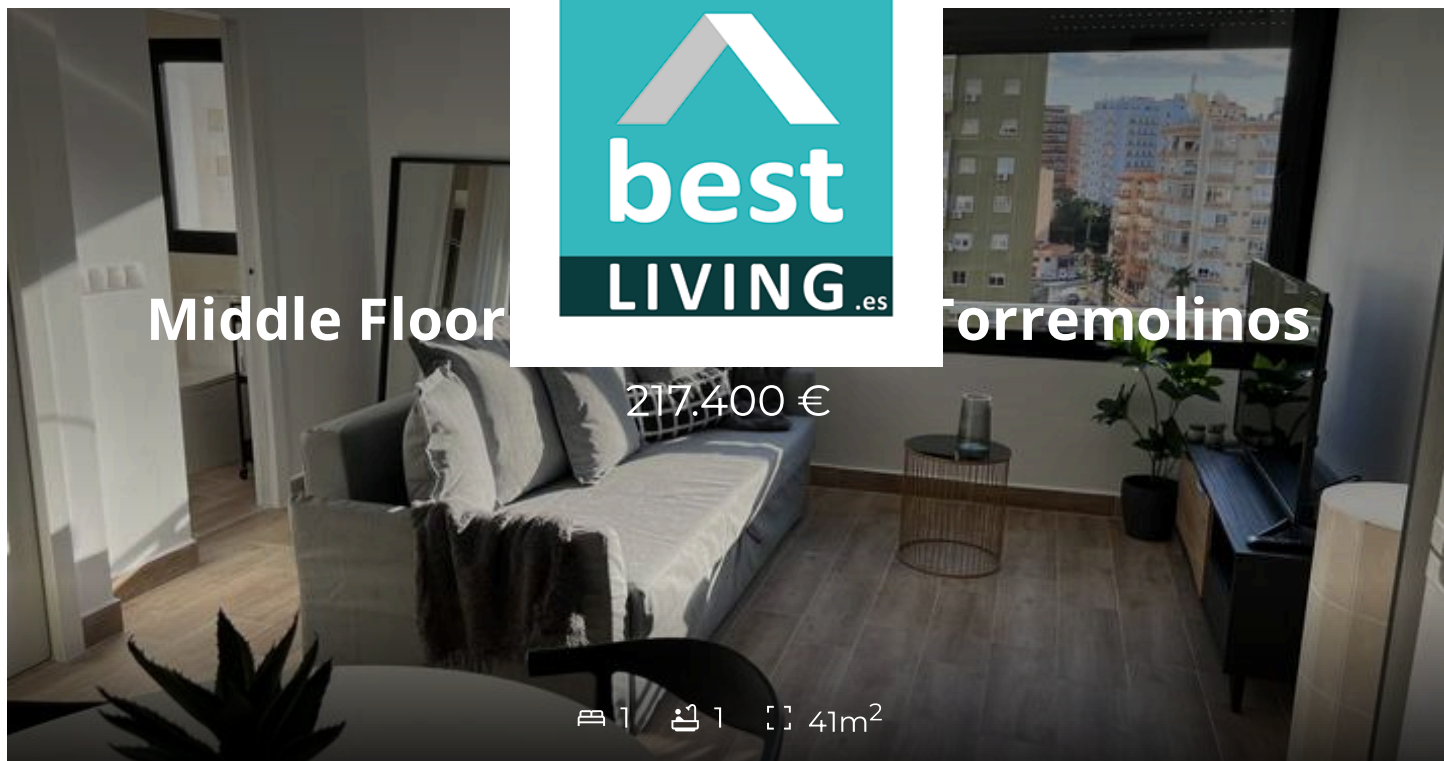 best
LIVING.es
Middle Floor Torremolinos
217.400 €
1 1 41m²